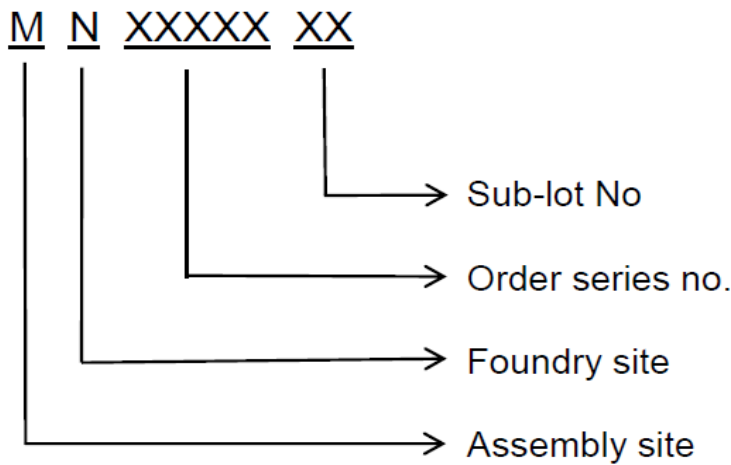 M N XXXXX XX
Sub-lot No
Order series no.
Foundry site
Assembly site